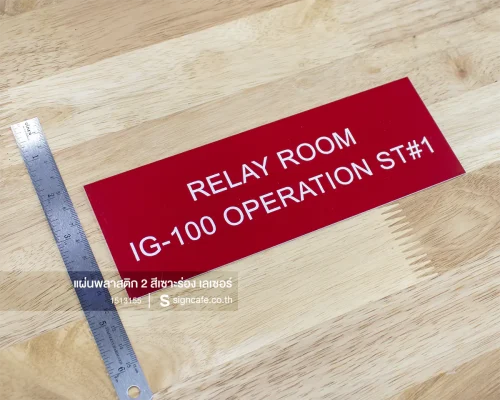 RELAY ROOM
IG-100 OPERATION ST#1
แผ่นพลาสติก 2 สีเซาะร่อง เลเซอร์
1513155 | S signcafe.co.th